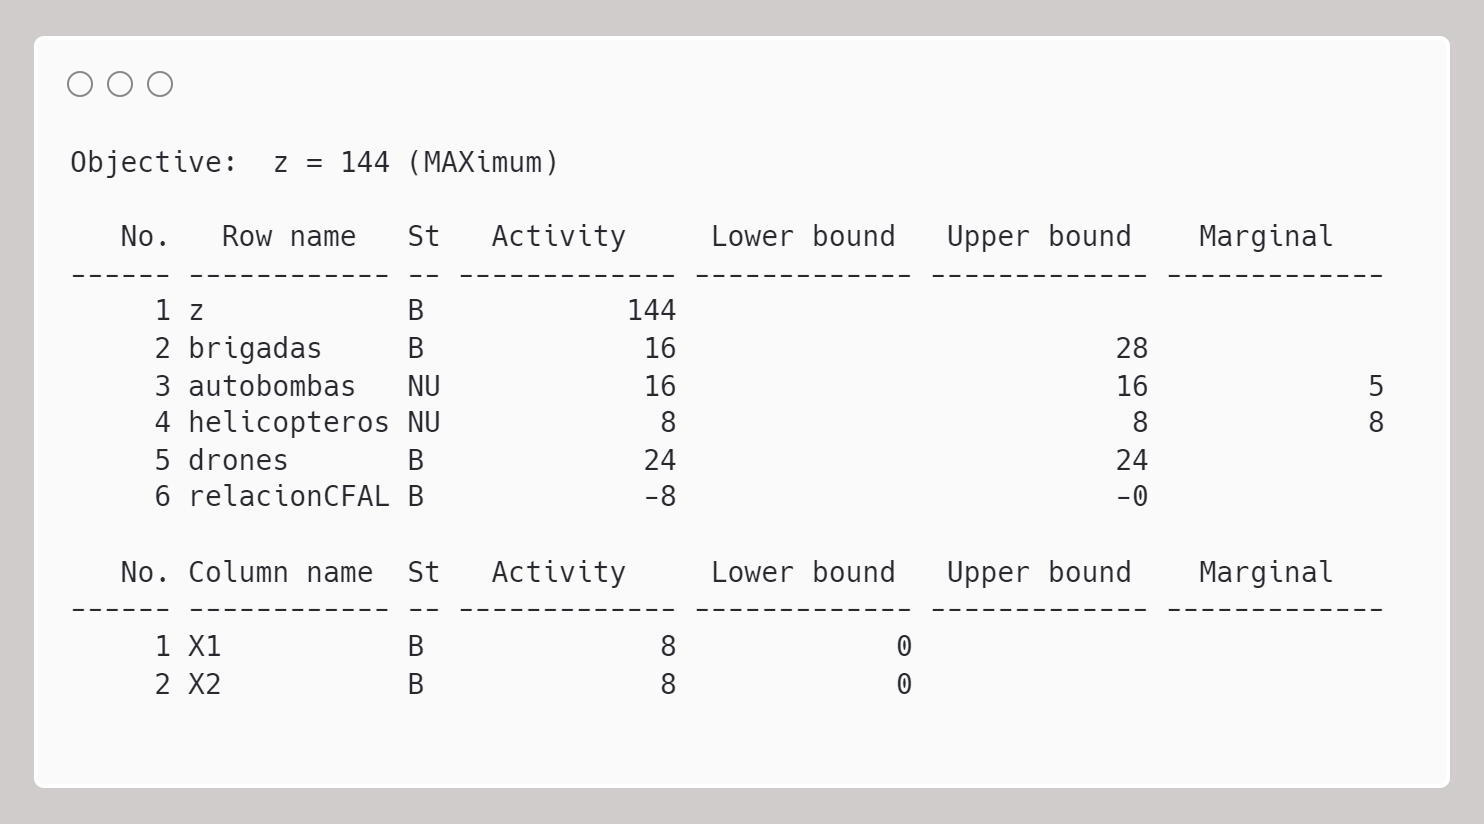 Objective:  z = 144 (MAXimum)

   No.   Row name   St   Activity     Lower bound   Upper bound    Marginal
------ ------------ -- ------------- ------------- ------------- -------------
     1 z            B            144
     2 brigadas     B             16                          28
     3 autobombas   NU            16                          16             5
     4 helicopteros NU             8                           8             8
     5 drones       B             24                          24
     6 relacionCFAL B             -8                          -0

   No. Column name  St   Activity     Lower bound   Upper bound    Marginal
------ ------------ -- ------------- ------------- ------------- -------------
     1 X1           B              8             0
     2 X2           B              8             0